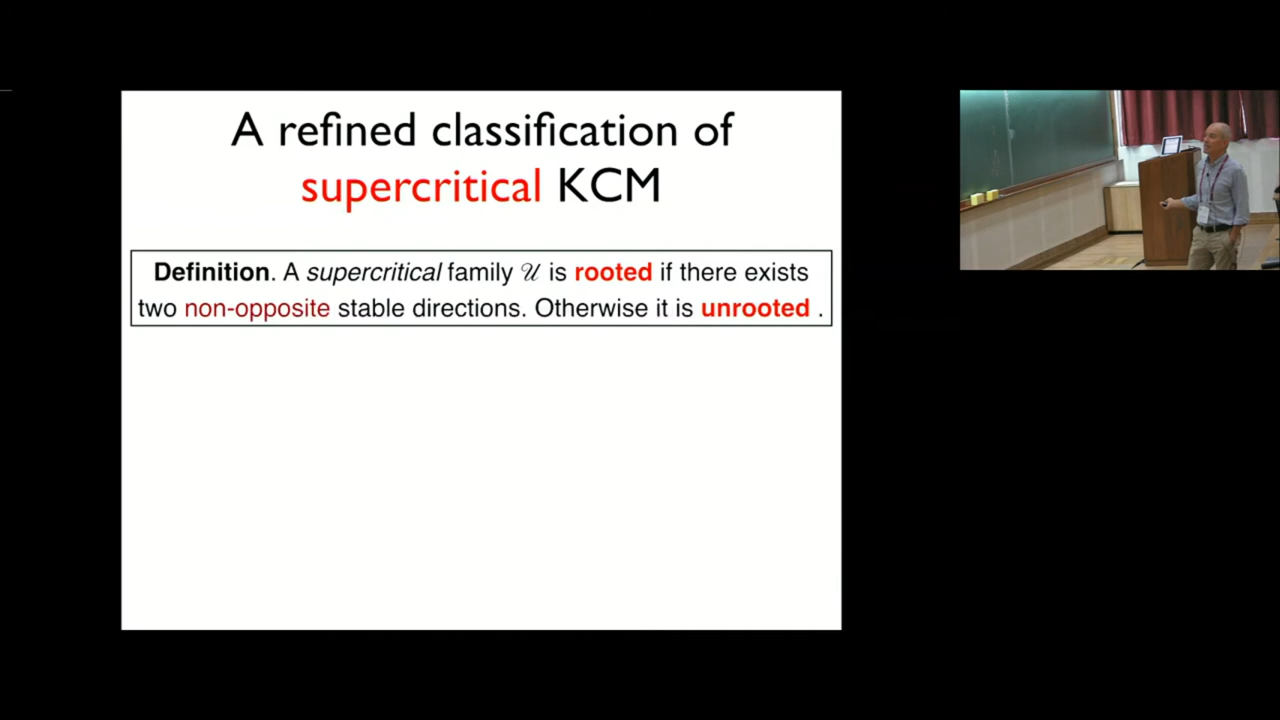 A refined classification of
supercritical KCM
Definition. A supercritical family 𝒰 is rooted if there exists
two non-opposite stable directions. Otherwise it is unrooted .